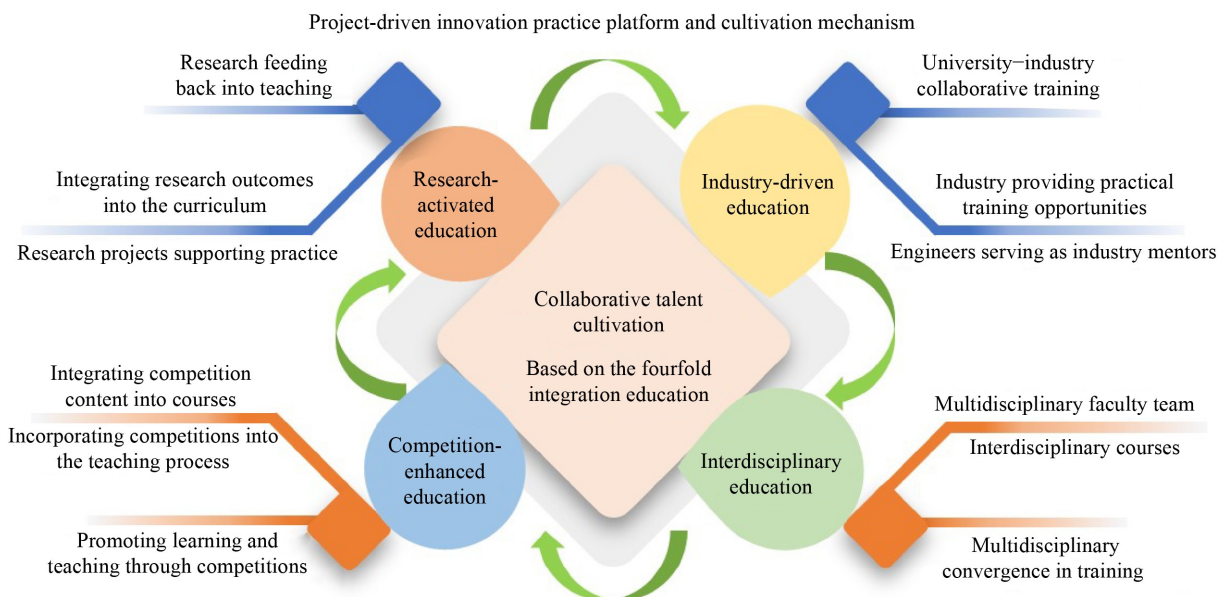 Project-driven innovation practice platform and cultivation mechanism
Research feeding
back into teaching
Integrating research outcomes
into the curriculum
Research projects supporting practice
Research-
activated
education
Industry-driven
education
University−industry
collaborative training
Industry providing practical
training opportunities
Engineers serving as industry mentors
Collaborative talent
cultivation
Based on the fourfold
integration education
Integrating competition
content into courses
Incorporating competitions into
the teaching process
Promoting learning and
teaching through competitions
Competition-
enhanced
education
Interdisciplinary
education
Multidisciplinary faculty team
Interdisciplinary courses
Multidisciplinary
convergence in training